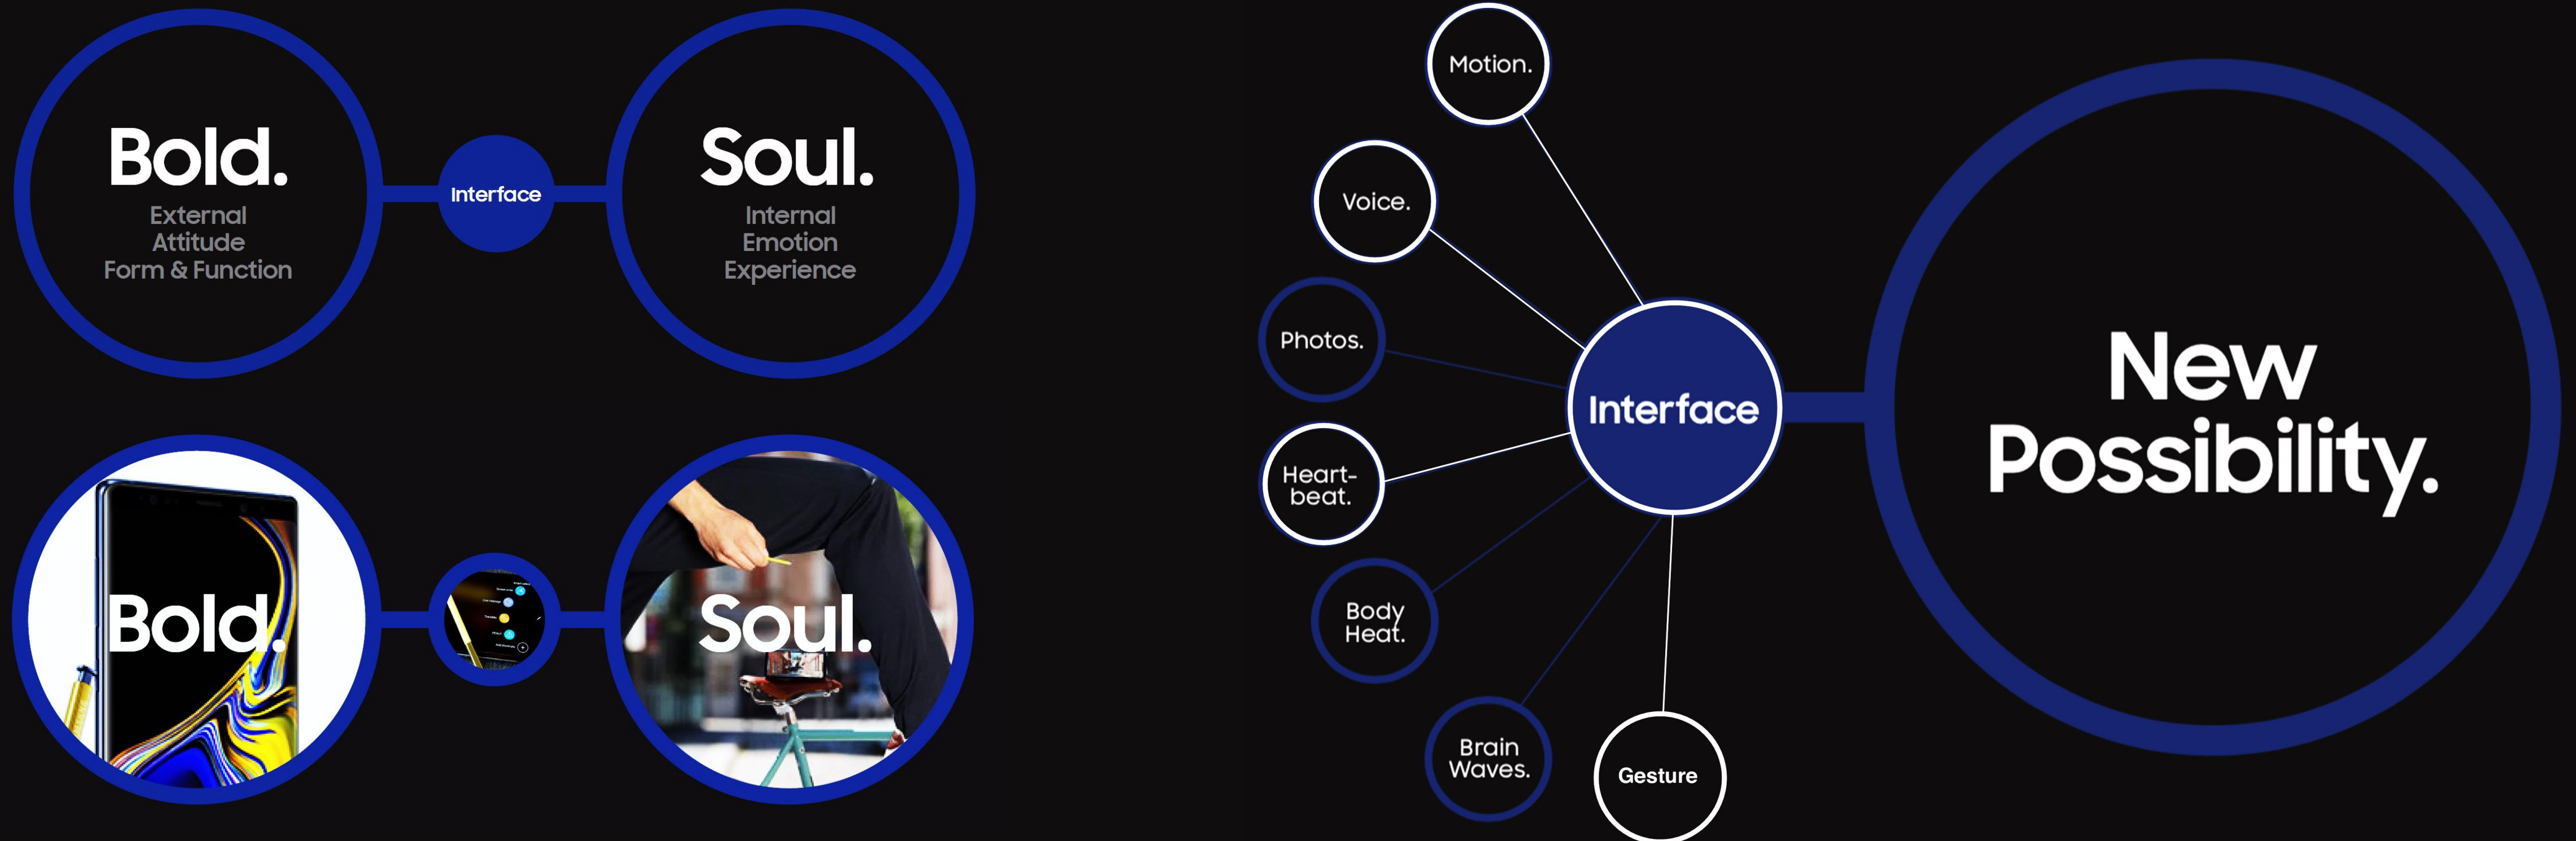 Bold.
External
Attitude
Form & Function
Interface
Soul.
Internal
Emotion
Experience
Bold.
Soul.
Motion.
Voice.
Photos.
Heart-
beat.
Body
Heat.
Brain
Waves.
Gesture
Interface
New
Possibility.